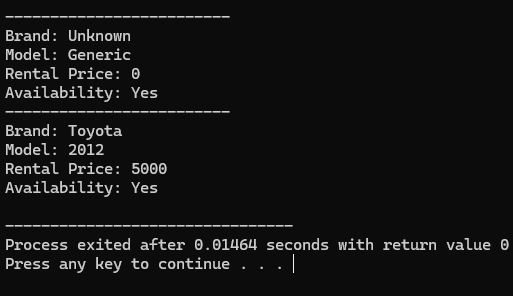 -------------------------
Brand: Unknown
Model: Generic
Rental Price: 0
Availability: Yes
-------------------------
Brand: Toyota
Model: 2012
Rental Price: 5000
Availability: Yes
--------------------------------
Process exited after 0.01464 seconds with return value 0
Press any key to continue . . .